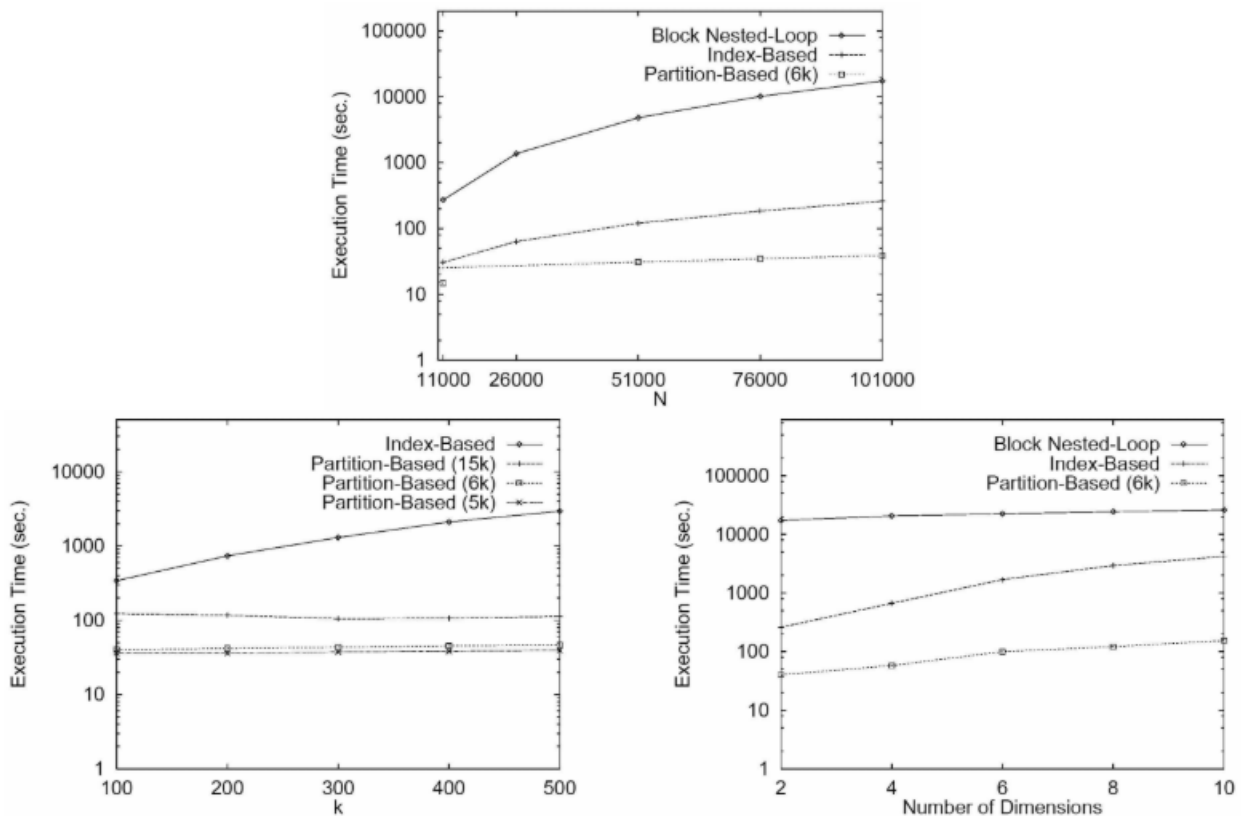 100000
10000
1000
100
10
1
Execution Time (sec.)
Block Nested-Loop
Index-Based
Partition-Based (6k)
11000 26000 51000 76000 101000
N
10000
1000
100
10
1
Execution Time (sec.)
Index-Based
Partition-Based (15k)
Partition-Based (6k)
Partition-Based (5k)
100 200 300 400 500
k
100000
10000
1000
100
10
1
Execution Time (sec.)
Block Nested-Loop
Index-Based
Partition-Based (6k)
2 4 6 8 10
Number of Dimensions